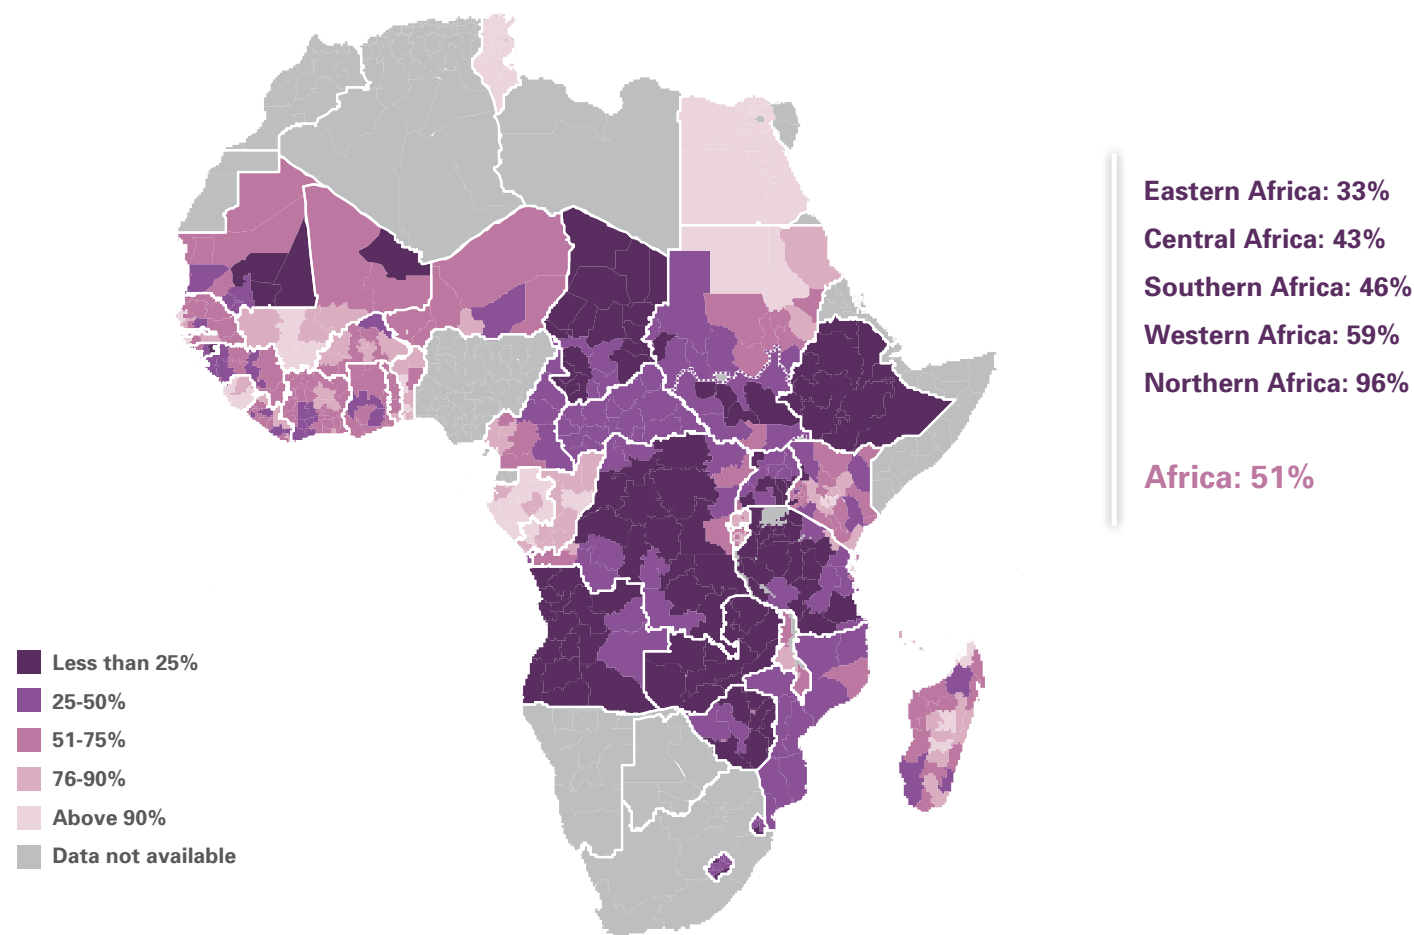 Eastern Africa: 33%
Central Africa: 43%
Southern Africa: 46%
Western Africa: 59%
Northern Africa: 96%
Africa: 51%
Less than 25%
25-50%
51-75%
76-90%
Above 90%
Data not available